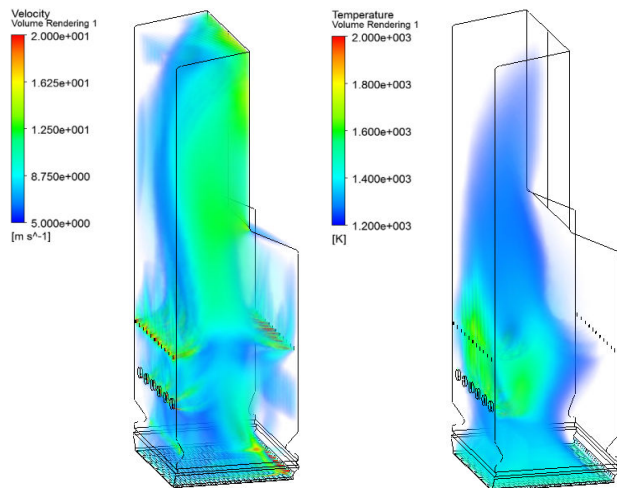 Velocity
Volume Rendering 1
2.000e+001
1.625e+001
1.250e+001
8.750e+000
5.000e+000
[m s^-1]
Temperature
Volume Rendering 1
2.000e+003
1.800e+003
1.600e+003
1.400e+003
1.200e+003
[K]